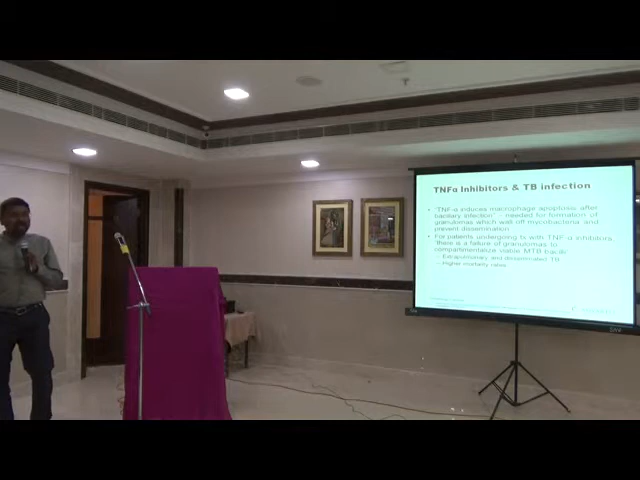 TNFα Inhibitors & TB infection
• "TNF-α induces macrophage apoptosis after
bacillary infection" - needed for formation of
granulomas which wall off mycobacteria and
prevent dissemination
• For patients undergoing tx with TNF-α inhibitors,
"there is a failure of granulomas to
compartmentalize viable MTB bacilli"
– Extrapulmonary and disseminated TB
– Higher mortality rates